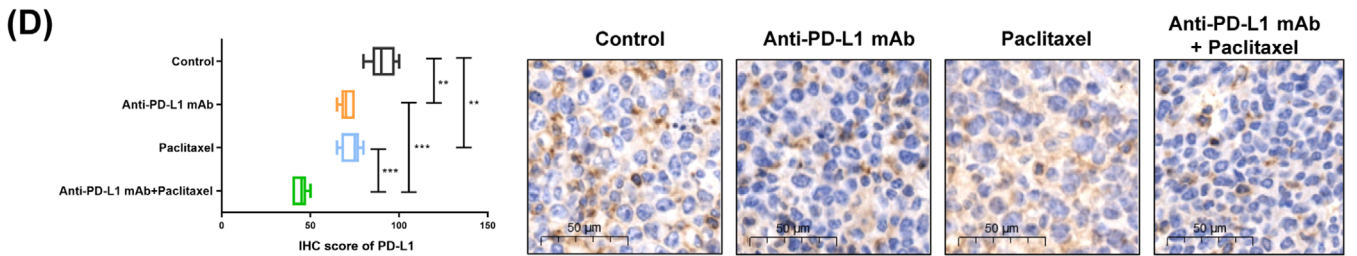 (D)
Control
Anti-PD-L1 mAb
Paclitaxel
Anti-PD-L1 mAb+Paclitaxel
**
**
***
***
0 50 100 150
IHC score of PD-L1
Control
Anti-PD-L1 mAb
Paclitaxel
Anti-PD-L1 mAb
+ Paclitaxel
50 µm
50 µm
50 µm
50 µm